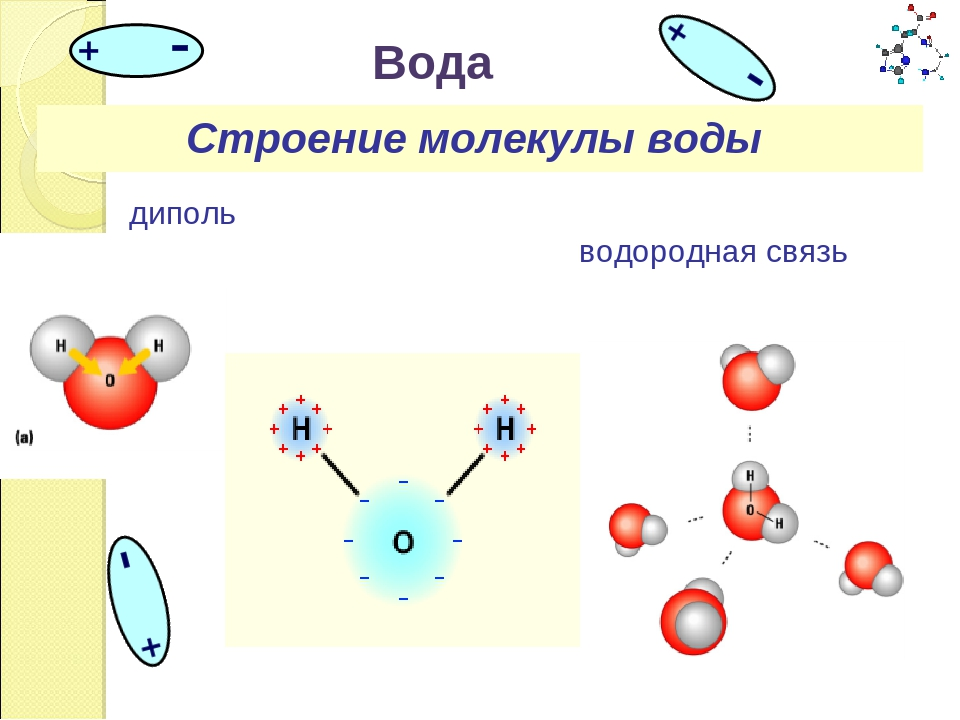 + -
Вода
+ -
Строение молекулы воды
диполь
водородная связь
H H
O
(a)
H H
O
H
O
H
- +